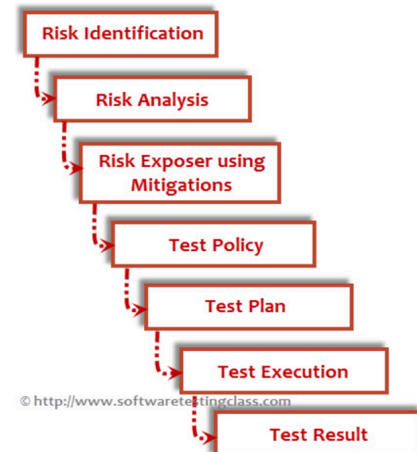 Risk Identification
Risk Analysis
Risk Exposer using
Mitigations
Test Policy
Test Plan
Test Execution
© http://www.softwaretestingclass.com
Test Result